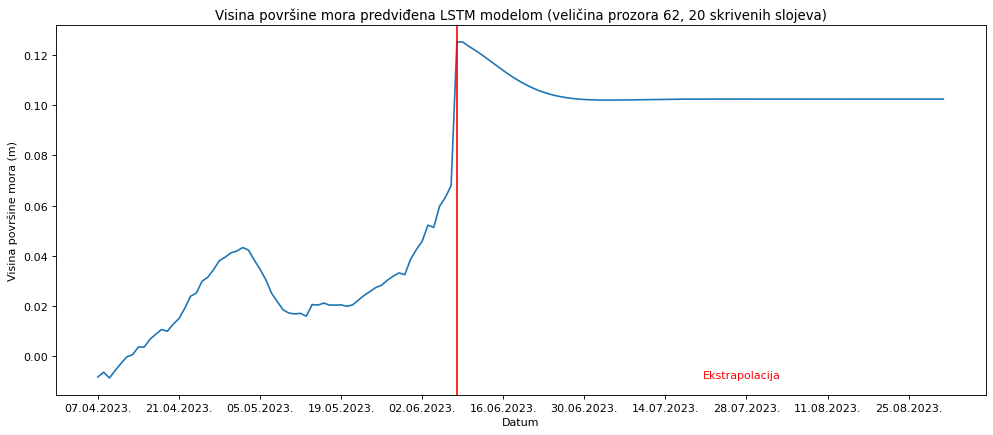 Visina površine mora predviđena LSTM modelom (veličina prozora 62, 20 skrivenih slojeva)
Visina površine mora (m)
0.12
0.10
0.08
0.06
0.04
0.02
0.00
Ekstrapolacija
07.04.2023. 21.04.2023. 05.05.2023. 19.05.2023. 02.06.2023. 16.06.2023. 30.06.2023. 14.07.2023. 28.07.2023. 11.08.2023. 25.08.2023.
Datum